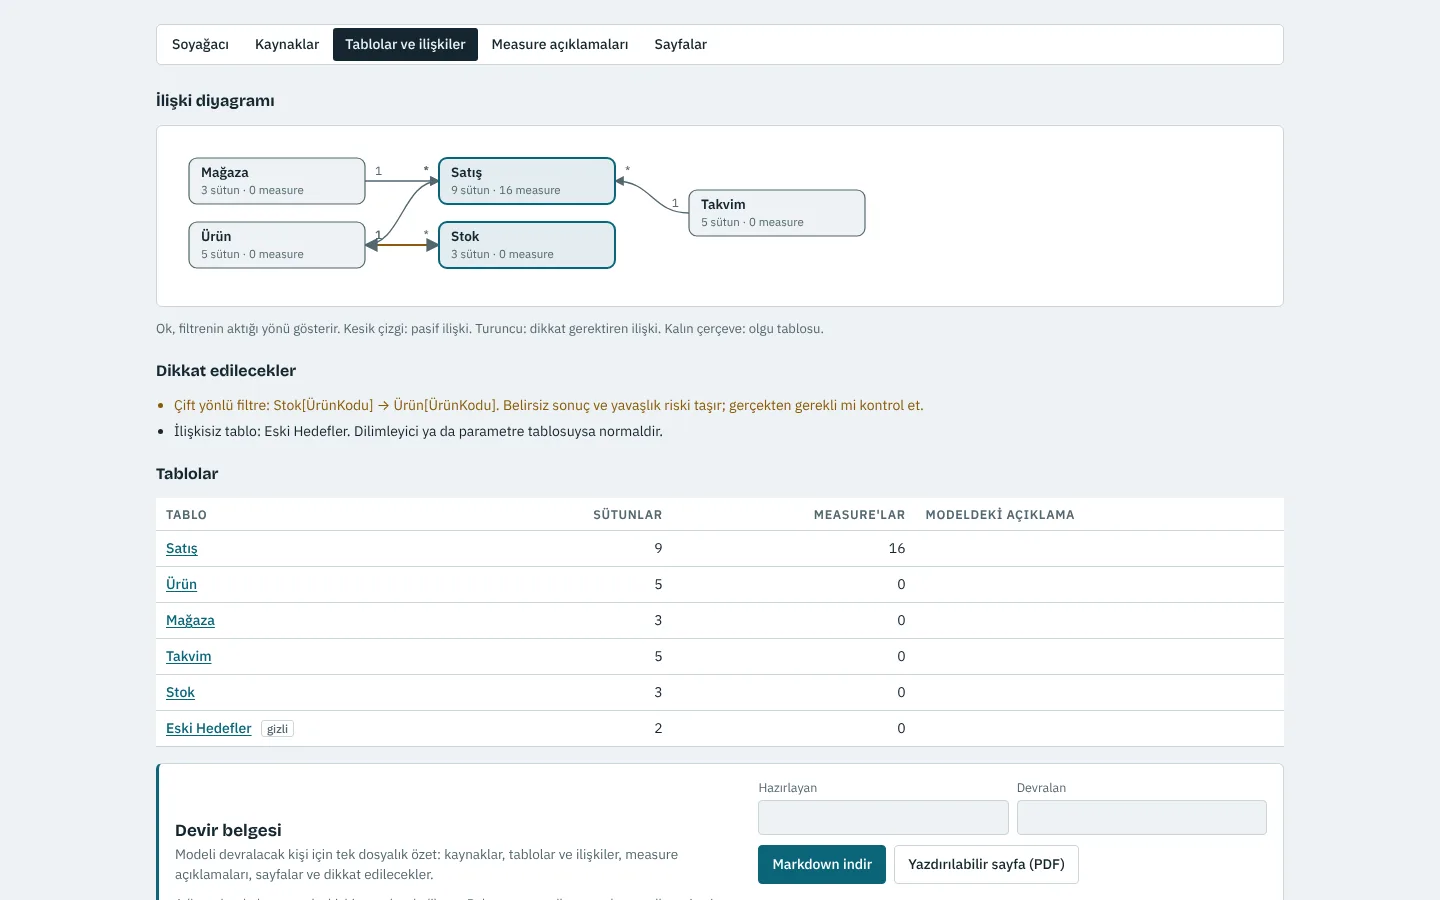 Soyağacı Kaynaklar Tablolar ve ilişkiler Measure açıklamaları Sayfalar
İlişki diyagramı
Mağaza
3 sütun · 0 measure
1 *
Satış
9 sütun · 16 measure
*
1
Takvim
5 sütun · 0 measure
Ürün
5 sütun · 0 measure
1 *
Stok
3 sütun · 0 measure
Ok, filtrenin aktığı yönü gösterir. Kesik çizgi: pasif ilişki. Turuncu: dikkat gerektiren ilişki. Kalın çerçeve: olgu tablosu.
Dikkat edilecekler
• Çift yönlü filtre: Stok[ÜrünKodu] → Ürün[ÜrünKodu]. Belirsiz sonuç ve yavaşlık riski taşır; gerçekten gerekli mi kontrol et.
• İlişkisiz tablo: Eski Hedefler. Dilimleyici ya da parametre tablosuysa normaldir.
Tablolar
TABLO SÜTUNLAR MEASURE'LAR MODELDEKİ AÇIKLAMA
Satış 9 16
Ürün 5 0
Mağaza 3 0
Takvim 5 0
Stok 3 0
Eski Hedefler gizli 2 0
Hazırlayan Devralan
Devir belgesi
Modeli devralacak kişi için tek dosyalık özet: kaynaklar, tablolar ve ilişkiler, measure
açıklamaları, sayfalar ve dikkat edilecekler.
Markdown indir Yazdırılabilir sayfa (PDF)